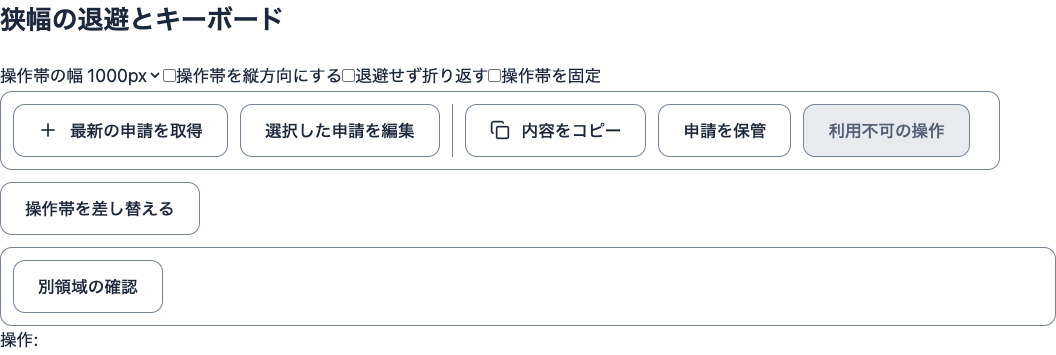 狭幅の退避とキーボード
操作帯の幅 1000px 操作帯を縦方向にする 退避せず折り返す 操作帯を固定
最新の申請を取得 選択した申請を編集 内容をコピー 申請を保管 利用不可の操作
操作帯を差し替える
別領域の確認
操作: